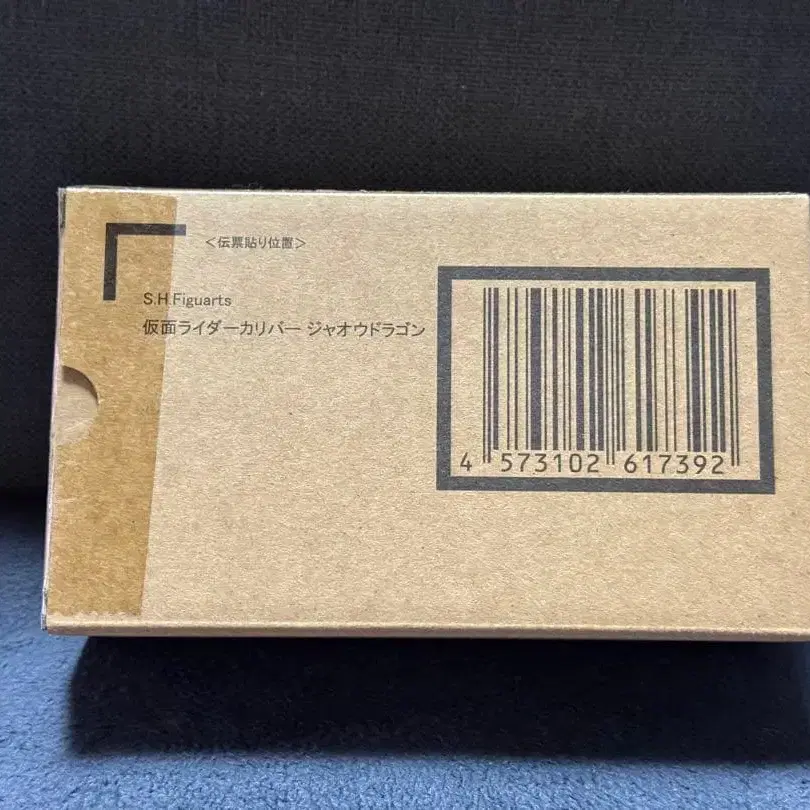 ＜伝票貼り位置＞
S.H.Figuarts
仮面ライダーカリバー ジャオウドラゴン
4 573102 617392